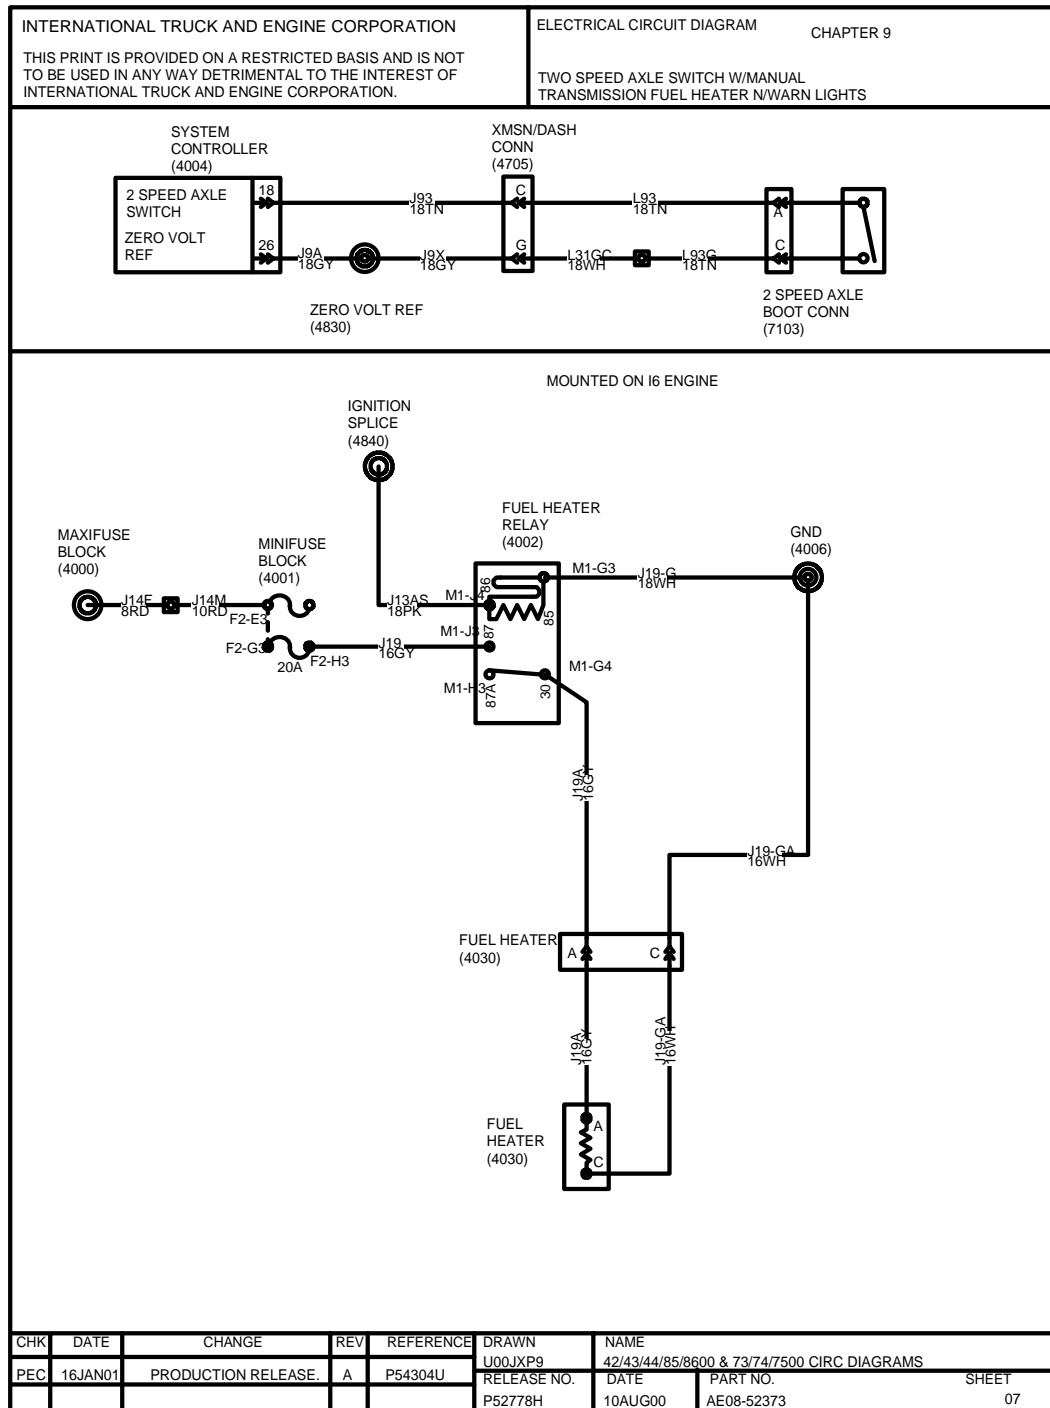 INTERNATIONAL TRUCK AND ENGINE CORPORATION
THIS PRINT IS PROVIDED ON A RESTRICTED BASIS AND IS NOT
TO BE USED IN ANY WAY DETRIMENTAL TO THE INTEREST OF
INTERNATIONAL TRUCK AND ENGINE CORPORATION.
ELECTRICAL CIRCUIT DIAGRAM
CHAPTER 9
TWO SPEED AXLE SWITCH W/MANUAL
TRANSMISSION FUEL HEATER N/WARN LIGHTS
SYSTEM
CONTROLLER
(4004)
XMSN/DASH
CONN
(4705)
2 SPEED AXLE
SWITCH
18
J93
18TN
C
L93
18TN
A
ZERO VOLT
REF
26
J9A
18GY
J9X
18GY
G
L31GC
18WH
L93G
18TN
C
ZERO VOLT REF
(4830)
2 SPEED AXLE
BOOT CONN
(7103)
MOUNTED ON I6 ENGINE
IGNITION
SPLICE
(4840)
MAXIFUSE
BLOCK
(4000)
MINIFUSE
BLOCK
(4001)
FUEL HEATER
RELAY
(4002)
GND
(4006)
J14E
8RD
J14M
10RD
F2-E3
F2-G3
20A
F2-H3
J13AS
18PK
M1-J4
86
85
M1-G3
J19-G
18WH
J19
16GY
M1-J3
87
M1-H3
87A
30
M1-G4
J19A
16GY
J19-GA
16WH
FUEL HEATER
(4030)
A
C
J19A
16GY
J19-GA
16WH
FUEL
HEATER
(4030)
A
C
CHK DATE CHANGE REV REFERENCE
PEC 16JAN01 PRODUCTION RELEASE. A P54304U
DRAWN
U00JXP9
NAME
42/43/44/85/8600 & 73/74/7500 CIRC DIAGRAMS
RELEASE NO. DATE PART NO. SHEET
P52778H 10AUG00 AE08-52373 07